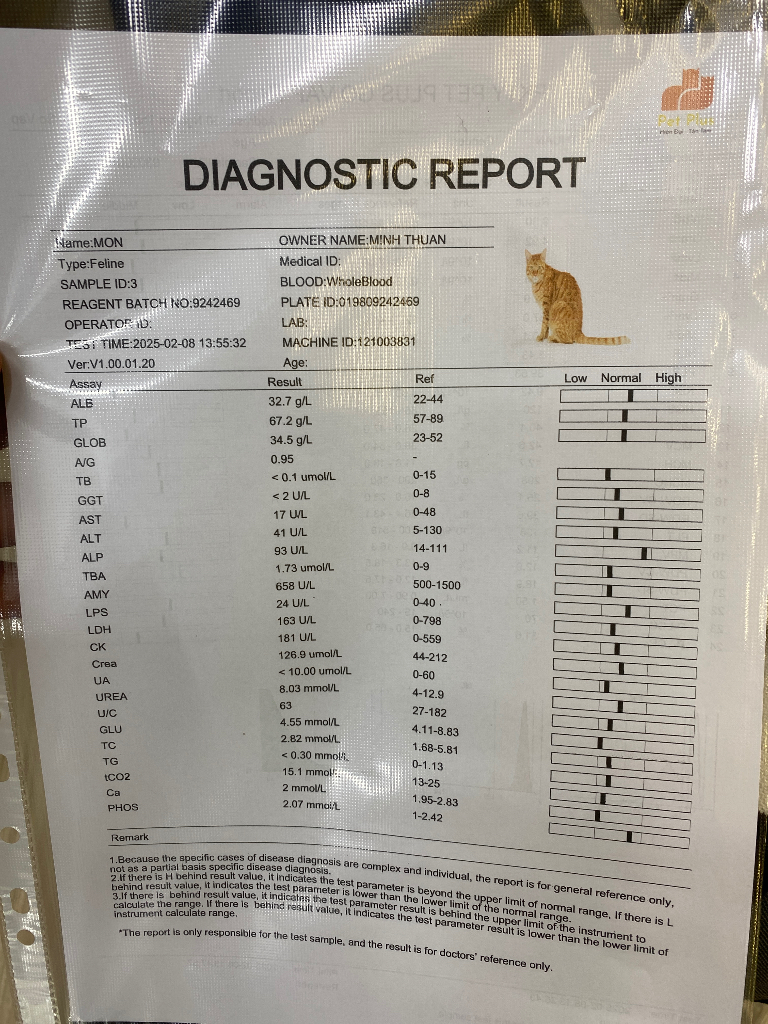 Pet Plus
DIAGNOSTIC REPORT
Name:MON OWNER NAME:MINH THUAN
Type:Feline Medical ID:
SAMPLE ID:3 BLOOD:WholeBlood
REAGENT BATCH NO:9242469 PLATE ID:019809242469
OPERATOR ID: LAB:
TEST TIME:2025-02-08 13:55:32 MACHINE ID:121003831
Ver:V1.00.01.20 Age:
Assay Result Ref Low Normal High
ALB 32.7 g/L 22-44
TP 67.2 g/L 57-89
GLOB 34.5 g/L 23-52
A/G 0.95 -
TB < 0.1 umol/L 0-15
GGT < 2 U/L 0-8
AST 17 U/L 0-48
ALT 41 U/L 5-130
ALP 93 U/L 14-111
TBA 1.73 umol/L 0-9
AMY 658 U/L 500-1500
LPS 24 U/L 0-40
LDH 163 U/L 0-798
CK 181 U/L 0-559
Crea 126.9 umol/L 44-212
UA < 10.00 umol/L 0-60
UREA 8.03 mmol/L 4-12.9
U/C 63 27-182
GLU 4.55 mmol/L 4.11-8.83
TC 2.82 mmol/L 1.68-5.81
TG < 0.30 mmol/L 0-1.13
tCO2 15.1 mmol/L 13-25
Ca 2 mmol/L 1.95-2.83
PHOS 2.07 mmol/L 1-2.42
Remark
1.Because the specific cases of disease diagnosis are complex and individual, the report is for general reference only,
not as a partial basis specific disease diagnosis.
2.If there is H behind result value, it indicates the test parameter is beyond the upper limit of normal range. If there is L
behind result value, it indicates the test parameter is lower than the lower limit of the normal range.
3.If there is behind result value, it indicates the test parameter result is behind the upper limit of the instrument to
calculate the range. If there is behind result value, it indicates the test parameter result is lower than the lower limit of
instrument calculate range.
*The report is only responsible for the test sample, and the result is for doctors' reference only.